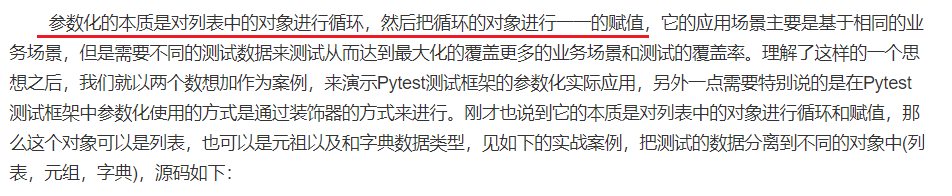 参数化的本质是对列表中的对象进行循环，然后把循环的对象进行一一的赋值，它的应用场景主要是基于相同的业
务场景，但是需要不同的测试数据来测试从而达到最大化的覆盖更多的业务场景和测试的覆盖率。理解了这样的一个思
想之后，我们就以两个数想加作为案例，来演示Pytest测试框架的参数化实际应用，另外一点需要特别说的是在Pytest
测试框架中参数化使用的方式是通过装饰器的方式来进行。刚才也说到它的本质是对列表中的对象进行循环和赋值，那
么这个对象可以是列表，也可以是元祖以及和字典数据类型，见如下的实战案例，把测试的数据分离到不同的对象中(列
表，元组，字典)，源码如下：